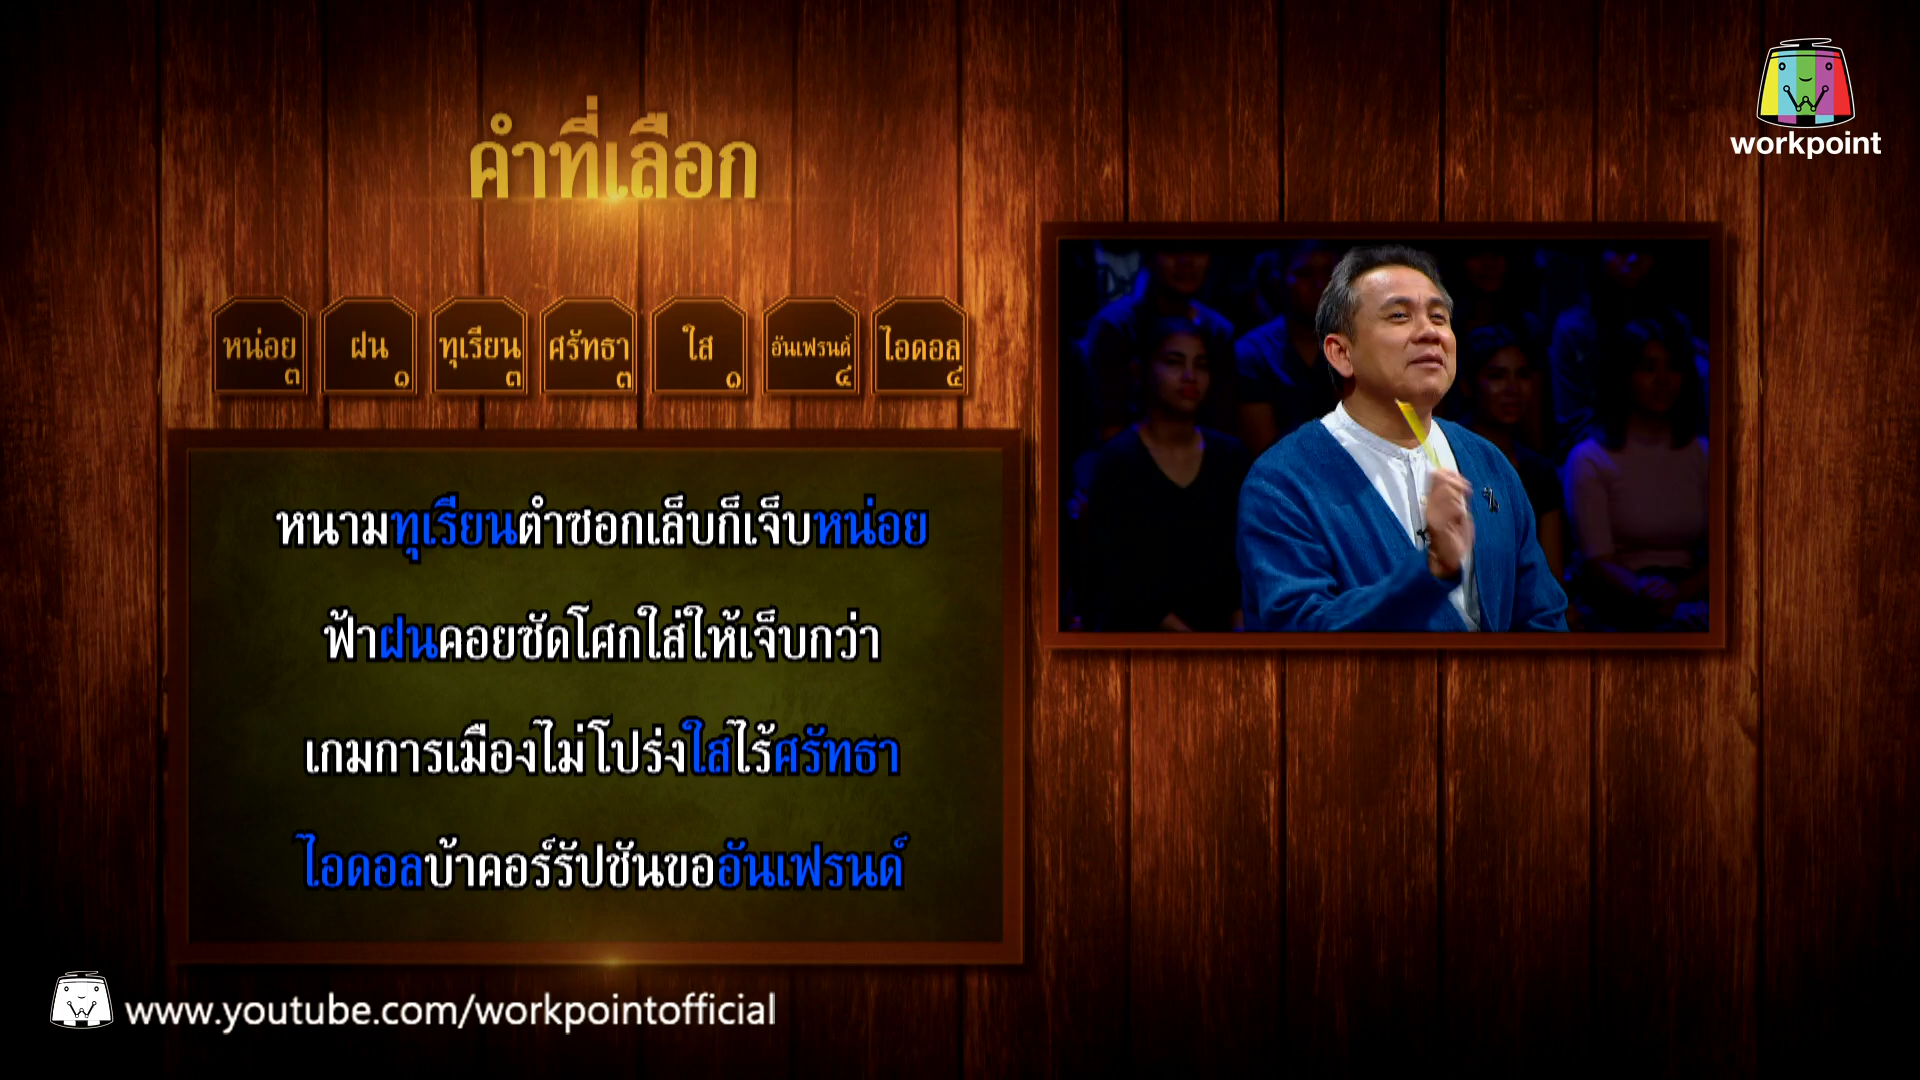 คำที่เลือก
workpoint
หน่อย ๓
ฝน ๑
ทุเรียน ๓
ศรัทธา ๓
ใส ๑
อันเฟรนด์ ๔
ไอดอล ๔
หนามทุเรียนตำซอกเล็บก็เจ็บหน่อย
ฟ้าฝนคอยซัดโศกใส่ให้เจ็บกว่า
เกมการเมืองไม่โปร่งใสไร้ศรัทธา
ไอดอลบ้าคอร์รัปชันขออันเฟรนด์
www.youtube.com/workpointofficial